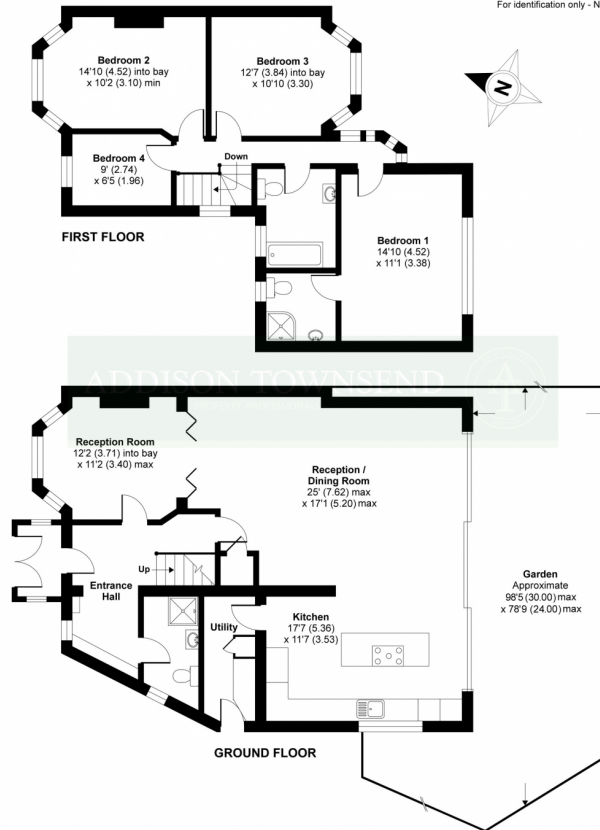 For identification only - N
Bedroom 2
14'10 (4.52) into bay
x 10'2 (3.10) min
Bedroom 3
12'7 (3.84) into bay
x 10'10 (3.30)
N
Bedroom 4
9' (2.74)
x 6'5 (1.96)
Down
Bedroom 1
14'10 (4.52)
x 11'1 (3.38)
FIRST FLOOR
ADDISON TOWNSEND
Reception Room
12'2 (3.71) into bay
x 11'2 (3.40) max
Reception /
Dining Room
25' (7.62) max
x 17'1 (5.20) max
Up
Entrance
Hall
Garden
Approximate
98'5 (30.00) max
x 78'9 (24.00) max
Utility
Kitchen
17'7 (5.36)
x 11'7 (3.53)
GROUND FLOOR